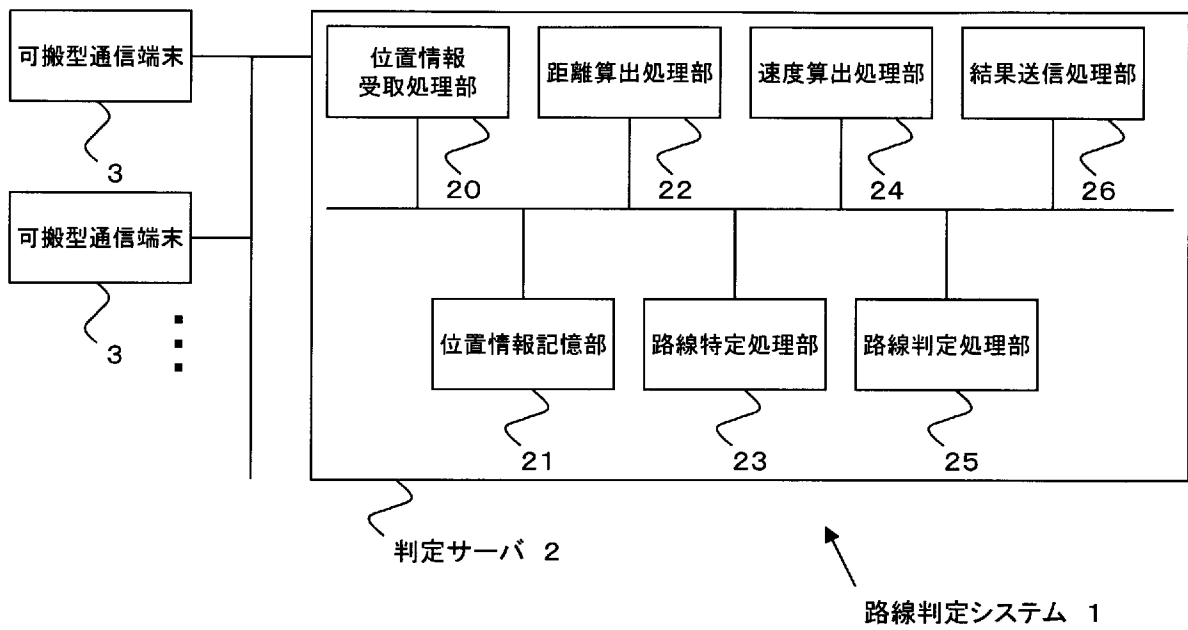 可搬型通信端末
3
可搬型通信端末
3
位置情報
受取処理部
20
距離算出処理部
22
速度算出処理部
24
結果送信処理部
26
位置情報記憶部
21
路線特定処理部
23
路線判定処理部
25
判定サーバ 2
路線判定システム 1